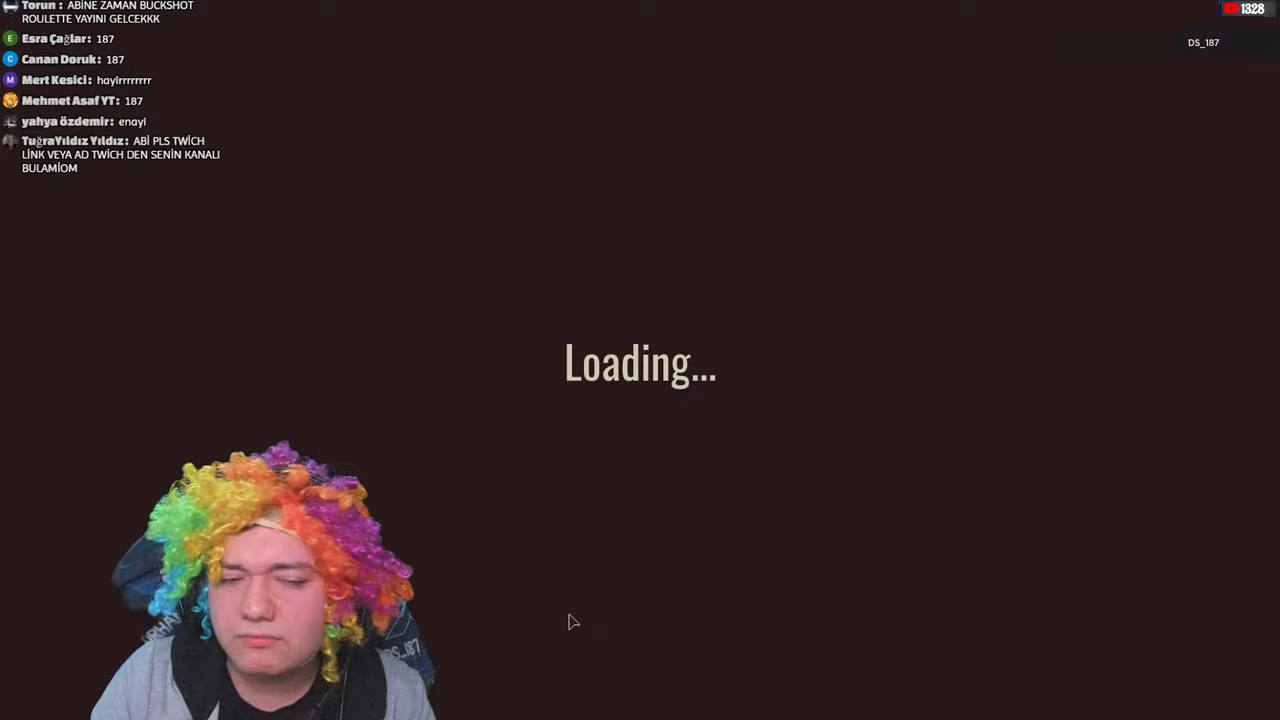 Torun : ABİNE ZAMAN BUCKSHOT
ROULETTE YAYINI GELCEKKK
Esra Çağlar: 187
Canan Doruk: 187
Mert Kesici: hayirrrrrrrr
Mehmet Asaf YT: 187
yahya özdemir: enayi
TuğraYıldız Yıldız: ABİ PLS TWİCH
LİNK VEYA AD TWİCH DEN SENİN KANALI
BULAMİOM
1328
DS_187
Loading...
DS_187